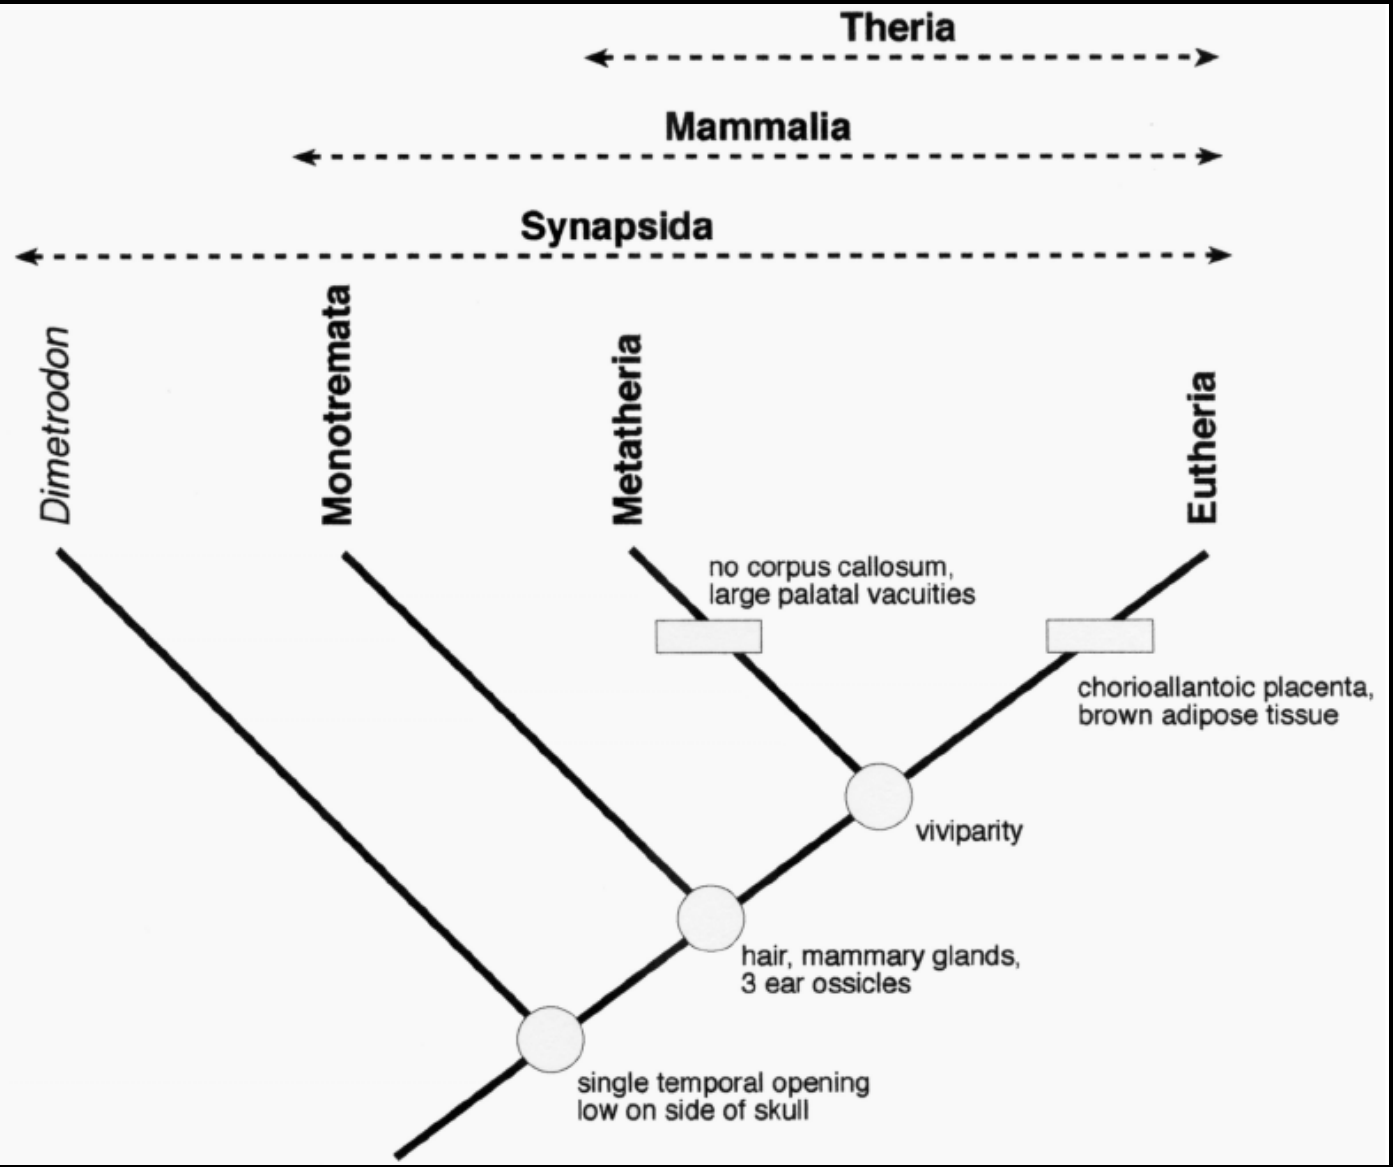 Theria
Mammalia
Synapsida
Dimetrodon
Monotremata
Metatheria
Eutheria
no corpus callosum,
large palatal vacuities
chorioallantoic placenta,
brown adipose tissue
viviparity
hair, mammary glands,
3 ear ossicles
single temporal opening
low on side of skull